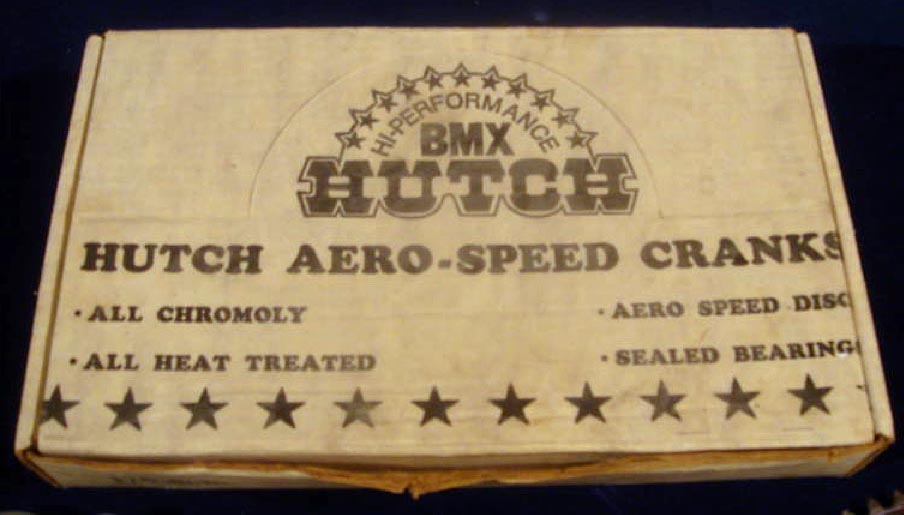 HI-PERFORMANCE
BMX
HUTCH
HUTCH AERO-SPEED CRANKS
· ALL CHROMOLY
· AERO SPEED DISC
· ALL HEAT TREATED
· SEALED BEARING